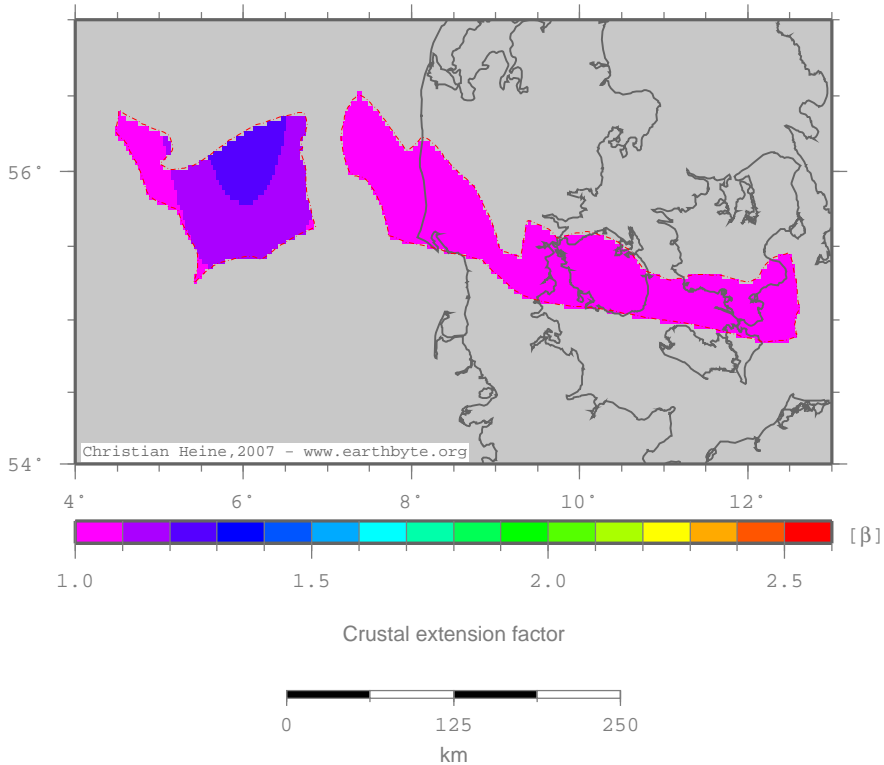 56°
54°
Christian Heine,2007 - www.earthbyte.org
4° 6° 8° 10° 12°
[β]
1.0 1.5 2.0 2.5
Crustal extension factor
0 125 250
km